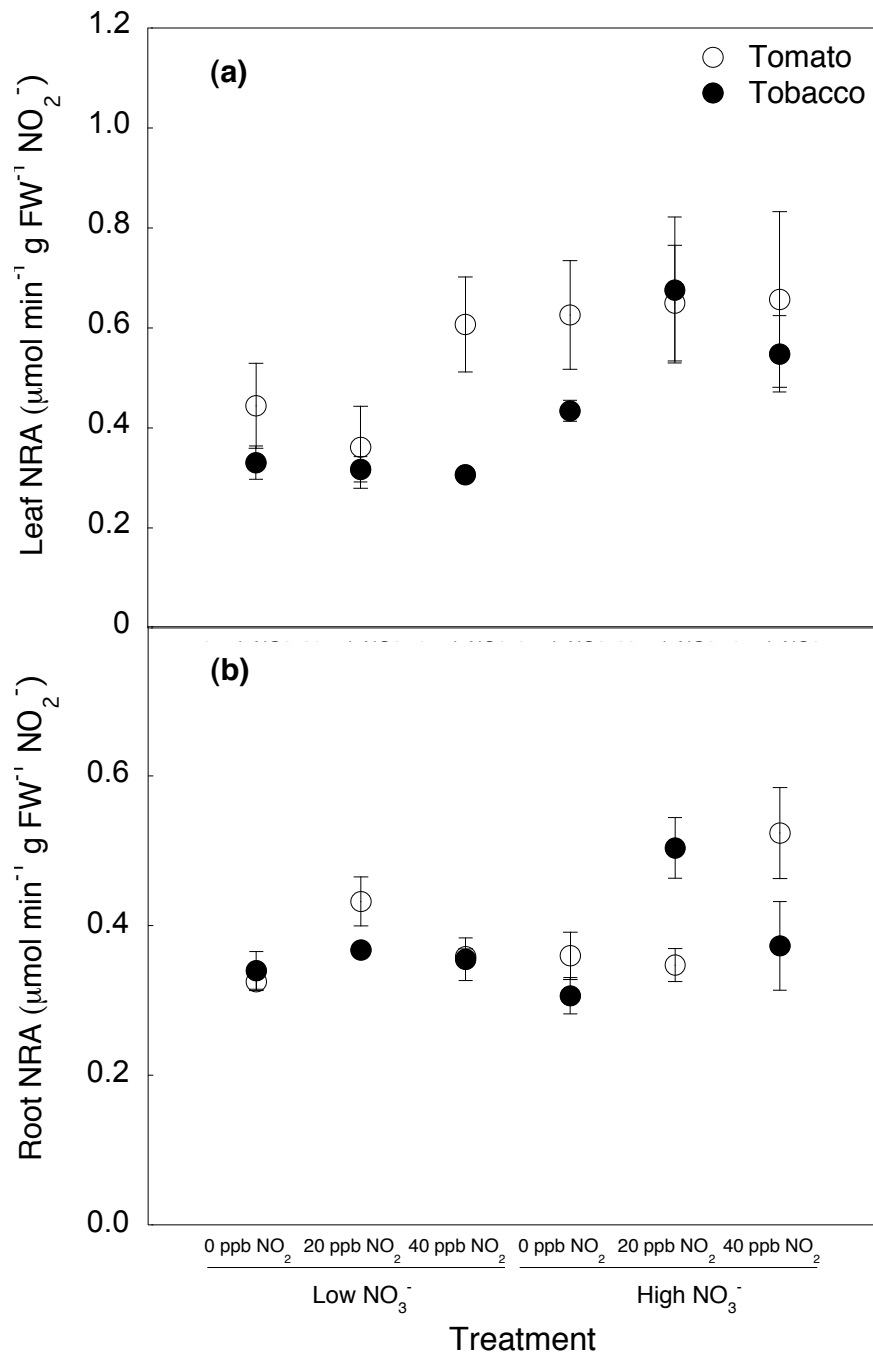 1.2
(a)
Tomato
Tobacco
1.0
0.8
0.6
0.4
0.2
0
Leaf NRA (μmol min⁻¹ g FW⁻¹ NO₂⁻)
(b)
0.6
0.4
0.2
0.0
Root NRA (μmol min⁻¹ g FW⁻¹ NO₂⁻)
0 ppb NO₂ 20 ppb NO₂ 40 ppb NO₂ 0 ppb NO₂ 20 ppb NO₂ 40 ppb NO₂
Low NO₃⁻ High NO₃⁻
Treatment